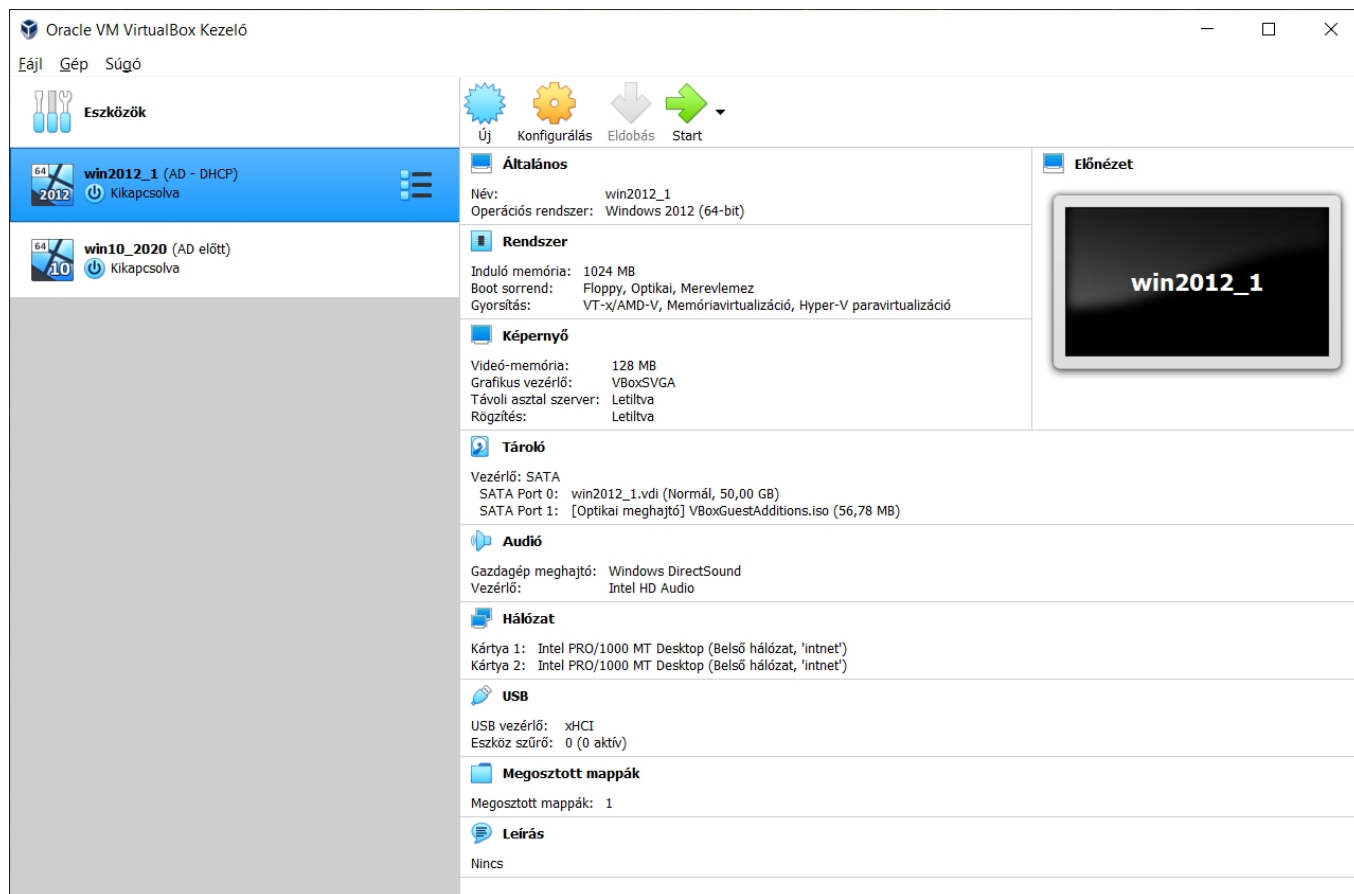 Oracle VM VirtualBox Kezelő
Fájl Gép Súgó
Eszközök
64
2012
win2012_1 (AD - DHCP)
Kikapcsolva
64
10
win10_2020 (AD előtt)
Kikapcsolva
Új Konfigurálás Eldobás Start
Általános
Név: win2012_1
Operációs rendszer: Windows 2012 (64-bit)
Rendszer
Induló memória: 1024 MB
Boot sorrend: Floppy, Optikai, Merevlemez
Gyorsítás: VT-x/AMD-V, Memóriavirtualizáció, Hyper-V paravirtualizáció
Képernyő
Videó-memória: 128 MB
Grafikus vezérlő: VBoxSVGA
Távoli asztal szerver: Letiltva
Rögzítés: Letiltva
Előnézet
win2012_1
Tároló
Vezérlő: SATA
SATA Port 0: win2012_1.vdi (Normál, 50,00 GB)
SATA Port 1: [Optikai meghajtó] VBoxGuestAdditions.iso (56,78 MB)
Audió
Gazdagép meghajtó: Windows DirectSound
Vezérlő: Intel HD Audio
Hálózat
Kártya 1: Intel PRO/1000 MT Desktop (Belső hálózat, 'intnet')
Kártya 2: Intel PRO/1000 MT Desktop (Belső hálózat, 'intnet')
USB
USB vezérlő: xHCI
Eszköz szűrő: 0 (0 aktív)
Megosztott mappák
Megosztott mappák: 1
Leírás
Nincs